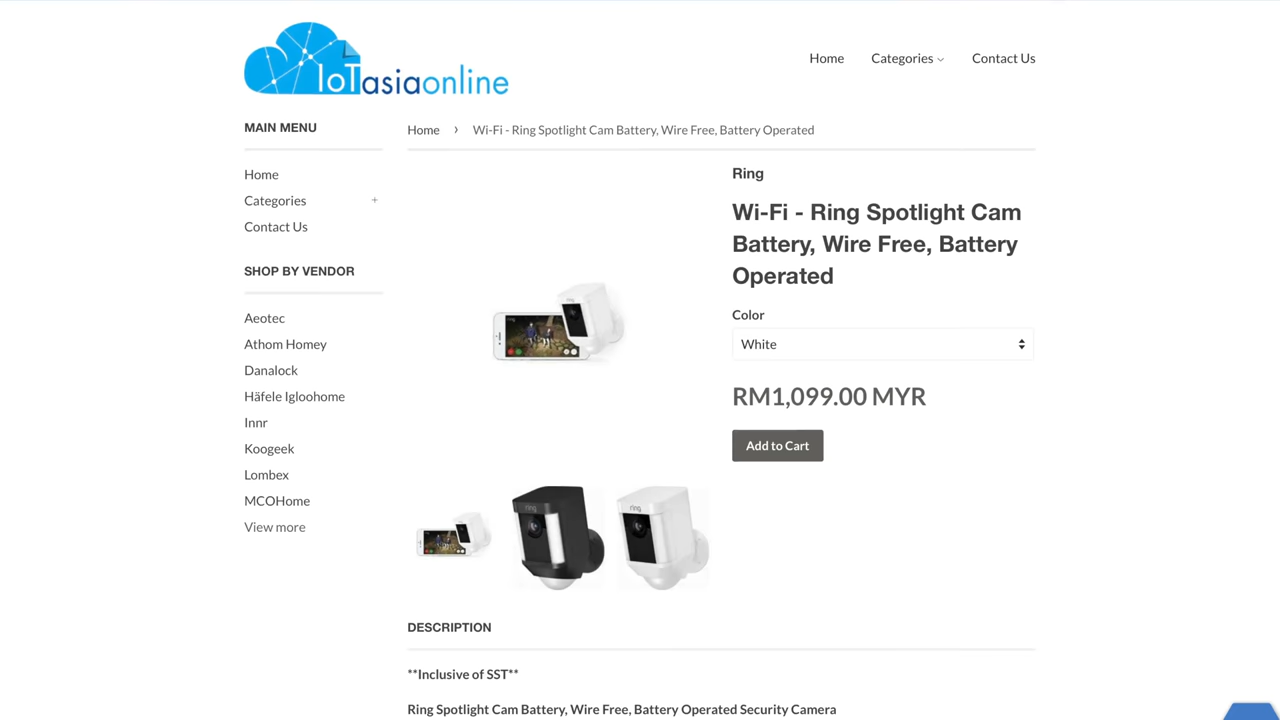 IoTasiaonline
Home
Categories
Contact Us
MAIN MENU
Home
Categories +
Contact Us
SHOP BY VENDOR
Aeotec
Athom Homey
Danalock
Häfele Igloohome
Innr
Koogeek
Lombex
MCOHome
View more
Home › Wi-Fi - Ring Spotlight Cam Battery, Wire Free, Battery Operated
Ring
Wi-Fi - Ring Spotlight Cam
Battery, Wire Free, Battery
Operated
Color
White
RM1,099.00 MYR
Add to Cart
ring
ring
DESCRIPTION
**Inclusive of SST**
Ring Spotlight Cam Battery, Wire Free, Battery Operated Security Camera